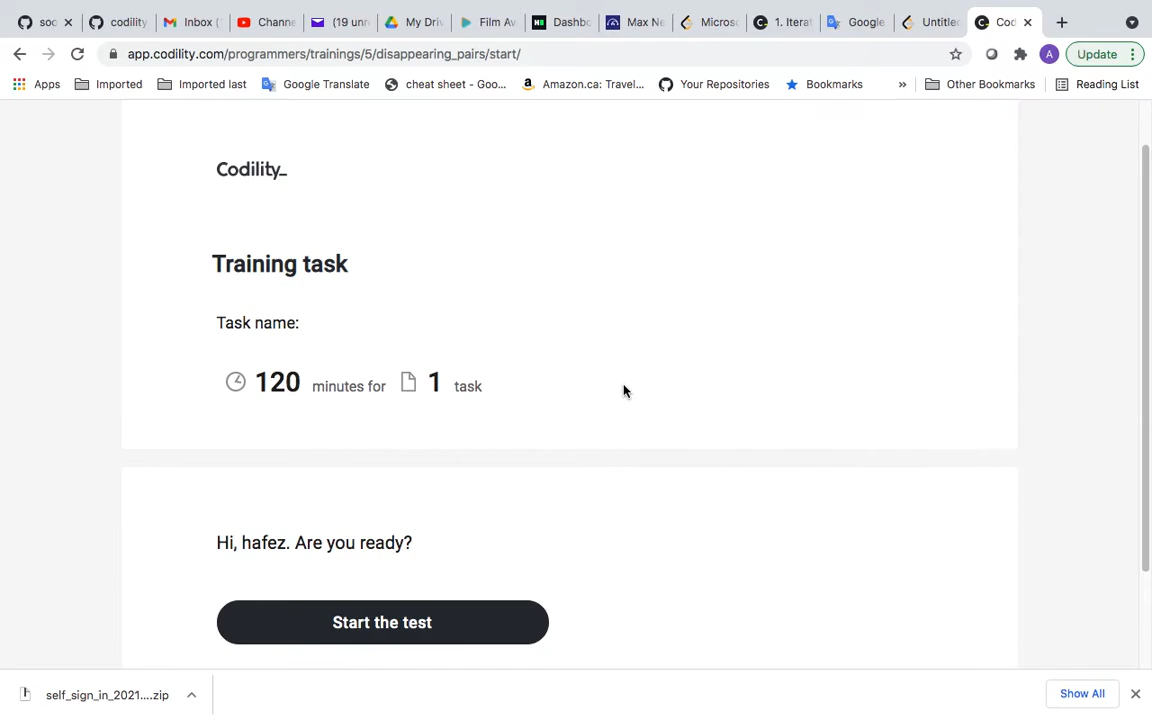 soc codility Inbox ( Channe (19 unr My Driv Film Av Dashbo Max Ne Micros 1. Iterat Google Untitled Cod
app.codility.com/programmers/trainings/5/disappearing_pairs/start/ A Update
Apps Imported Imported last Google Translate cheat sheet - Goo... Amazon.ca: Travel... Your Repositories Bookmarks » Other Bookmarks Reading List
Codility_
Training task
Task name:
120 minutes for 1 task
Hi, hafez. Are you ready?
Start the test
self_sign_in_2021....zip Show All